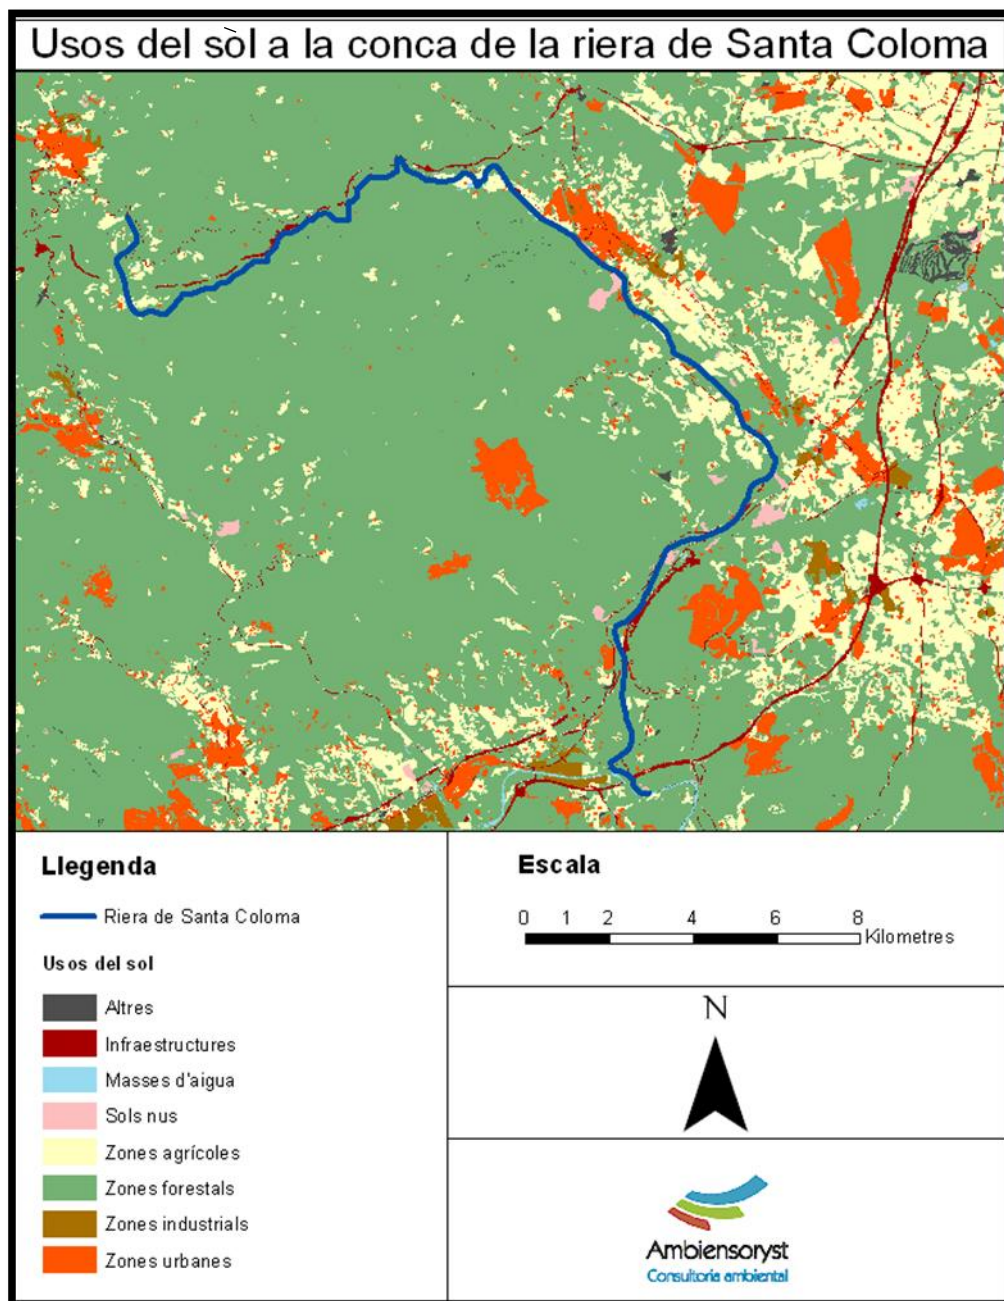 Usos del sòl a la conca de la riera de Santa Coloma
Llegenda
Riera de Santa Coloma
Usos del sol
Altres
Infraestructures
Masses d'aigua
Sols nus
Zones agrícoles
Zones forestals
Zones industrials
Zones urbanes
Escala
0 1 2 4 6 8
Kilometres
N
Ambiensoryst
Consultoria ambiental